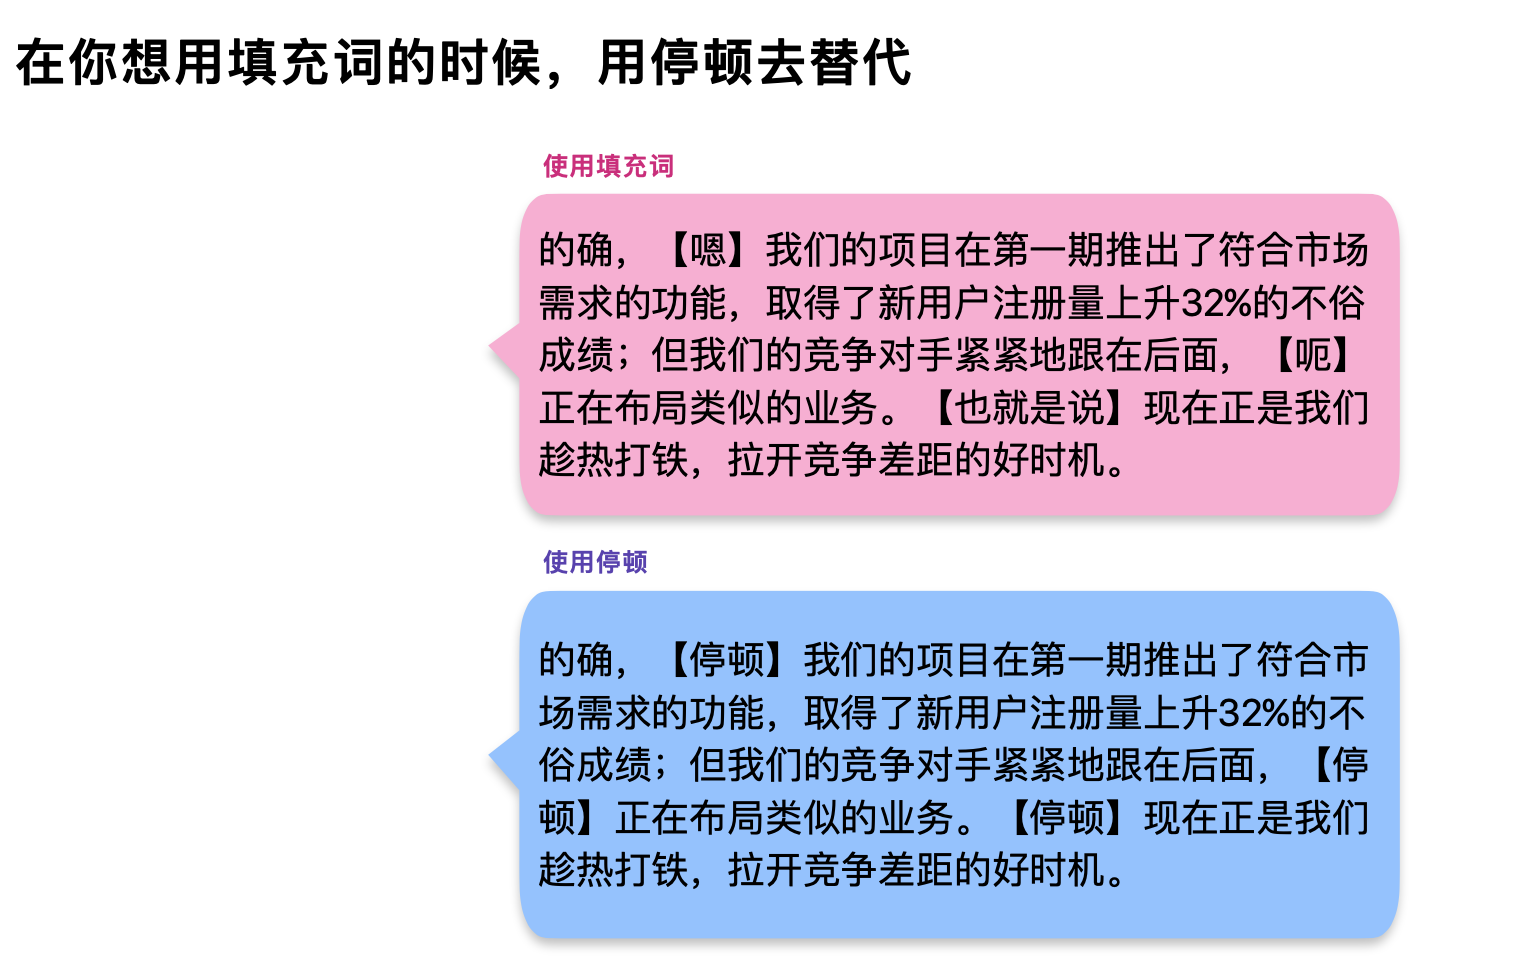 在你想用填充词的时候，用停顿去替代
使用填充词
的确，【嗯】我们的项目在第一期推出了符合市场
需求的功能，取得了新用户注册量上升32%的不俗
成绩；但我们的竞争对手紧紧地跟在后面，【呃】
正在布局类似的业务。【也就是说】现在正是我们
趁热打铁，拉开竞争差距的好时机。
使用停顿
的确，【停顿】我们的项目在第一期推出了符合市
场需求的功能，取得了新用户注册量上升32%的不
俗成绩；但我们的竞争对手紧紧地跟在后面，【停
顿】正在布局类似的业务。【停顿】现在正是我们
趁热打铁，拉开竞争差距的好时机。